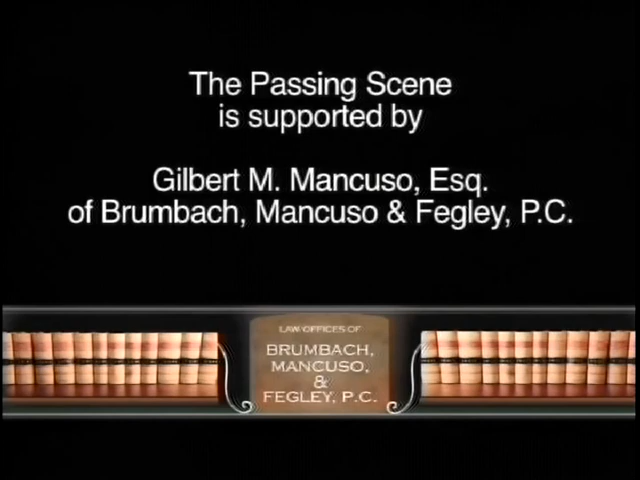 The Passing Scene
is supported by
Gilbert M. Mancuso, Esq.
of Brumbach, Mancuso & Fegley, P.C.
LAW OFFICES OF
BRUMBACH,
MANCUSO,
&
FEGLEY, P.C.